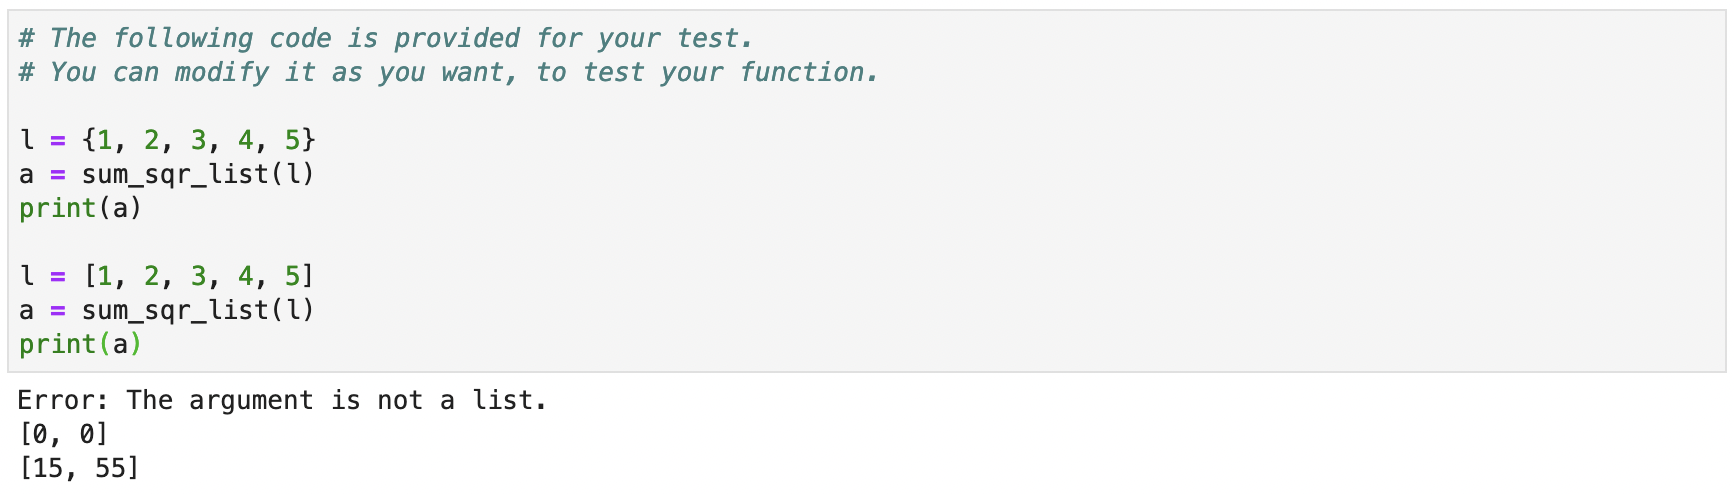 # The following code is provided for your test.
# You can modify it as you want, to test your function.
l = {1, 2, 3, 4, 5}
a = sum_sqr_list(l)
print(a)
l = [1, 2, 3, 4, 5]
a = sum_sqr_list(l)
print(a)
Error: The argument is not a list.
[0, 0]
[15, 55]